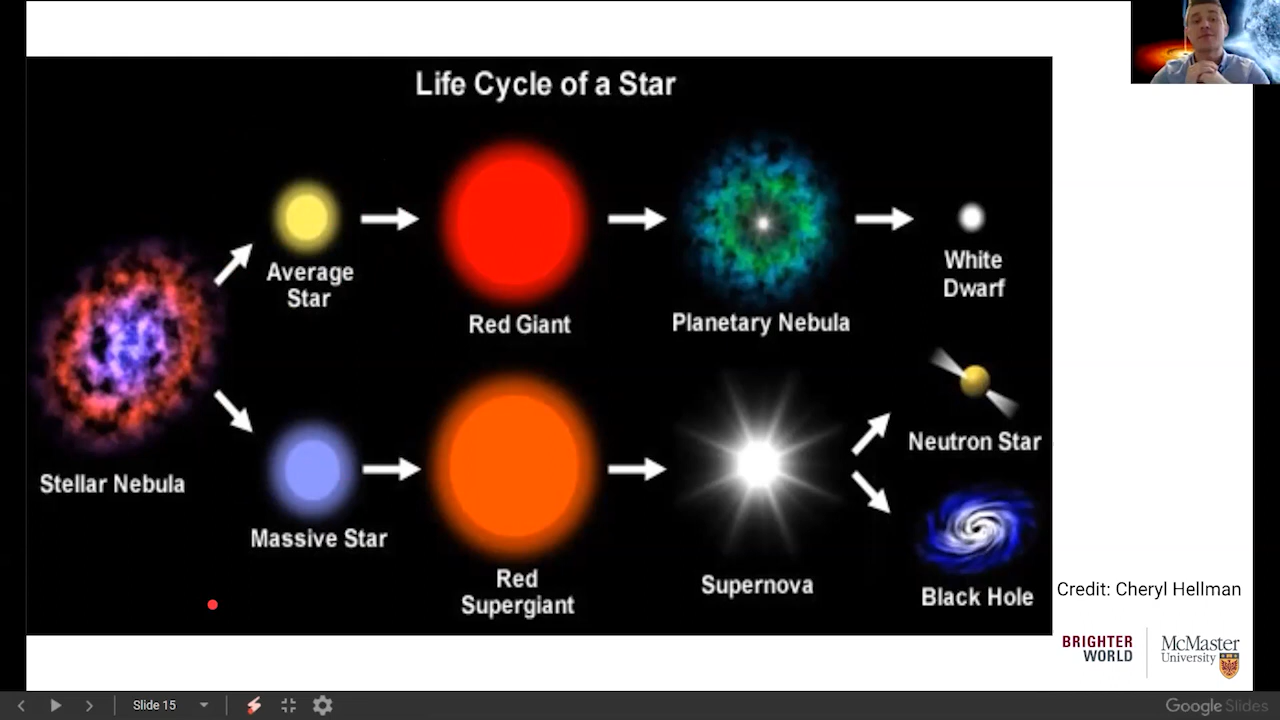 Life Cycle of a Star
Average
Star
Red Giant
Planetary Nebula
White
Dwarf
Stellar Nebula
Massive Star
Red
Supergiant
Supernova
Neutron Star
Black Hole
Credit: Cheryl Hellman
BRIGHTER
WORLD
McMaster
University
Slide 15
Google Slides